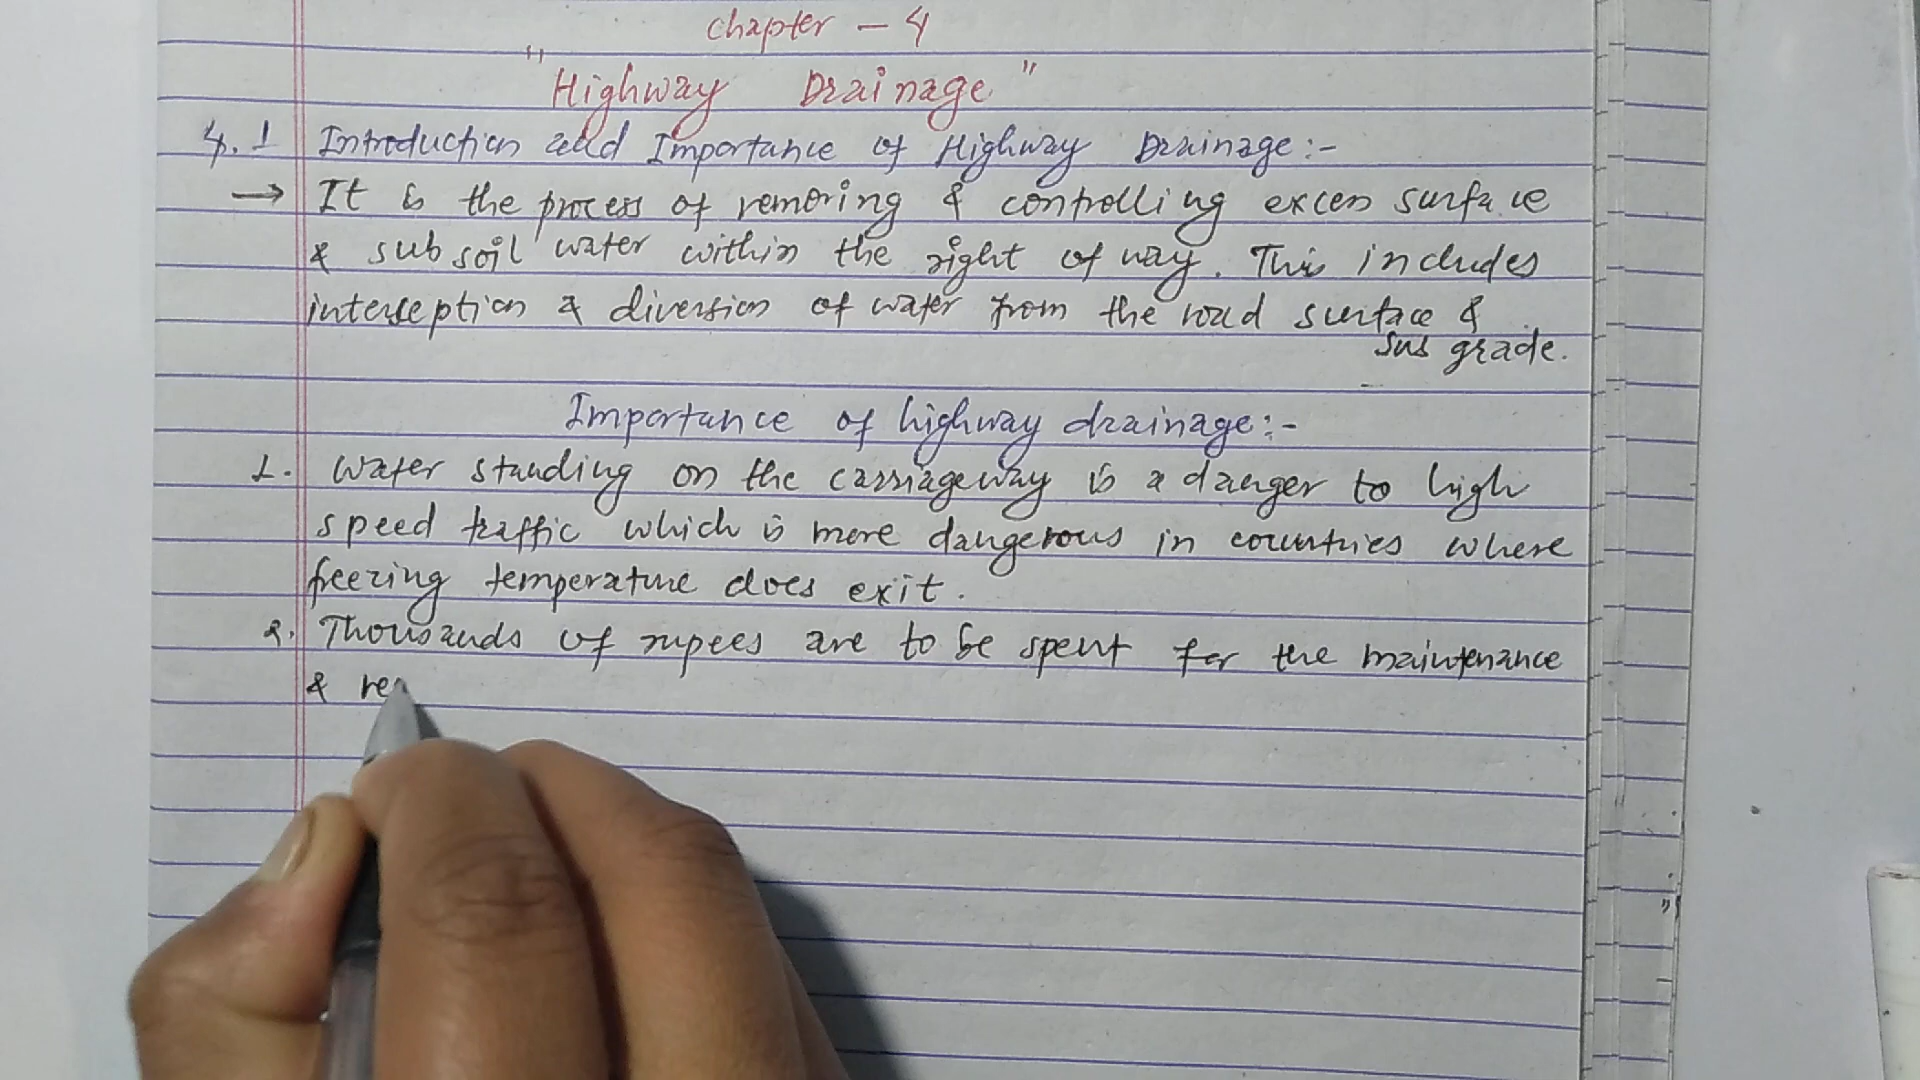 chapter - 4
"Highway Drainage"
4.1 Introduction and Importance of Highway Drainage:-
→ It is the process of removing & controlling excess surface
& sub soil water within the right of way. This includes
interseption & diversion of water from the road surface &
sus grade.
Importance of highway drainage:-
1. Water standing on the carriageway is a danger to high
speed traffic which is more dangerous in countries where
freezing temperature does exit.
2. Thousands of rupees are to be spent for the maintenance
&